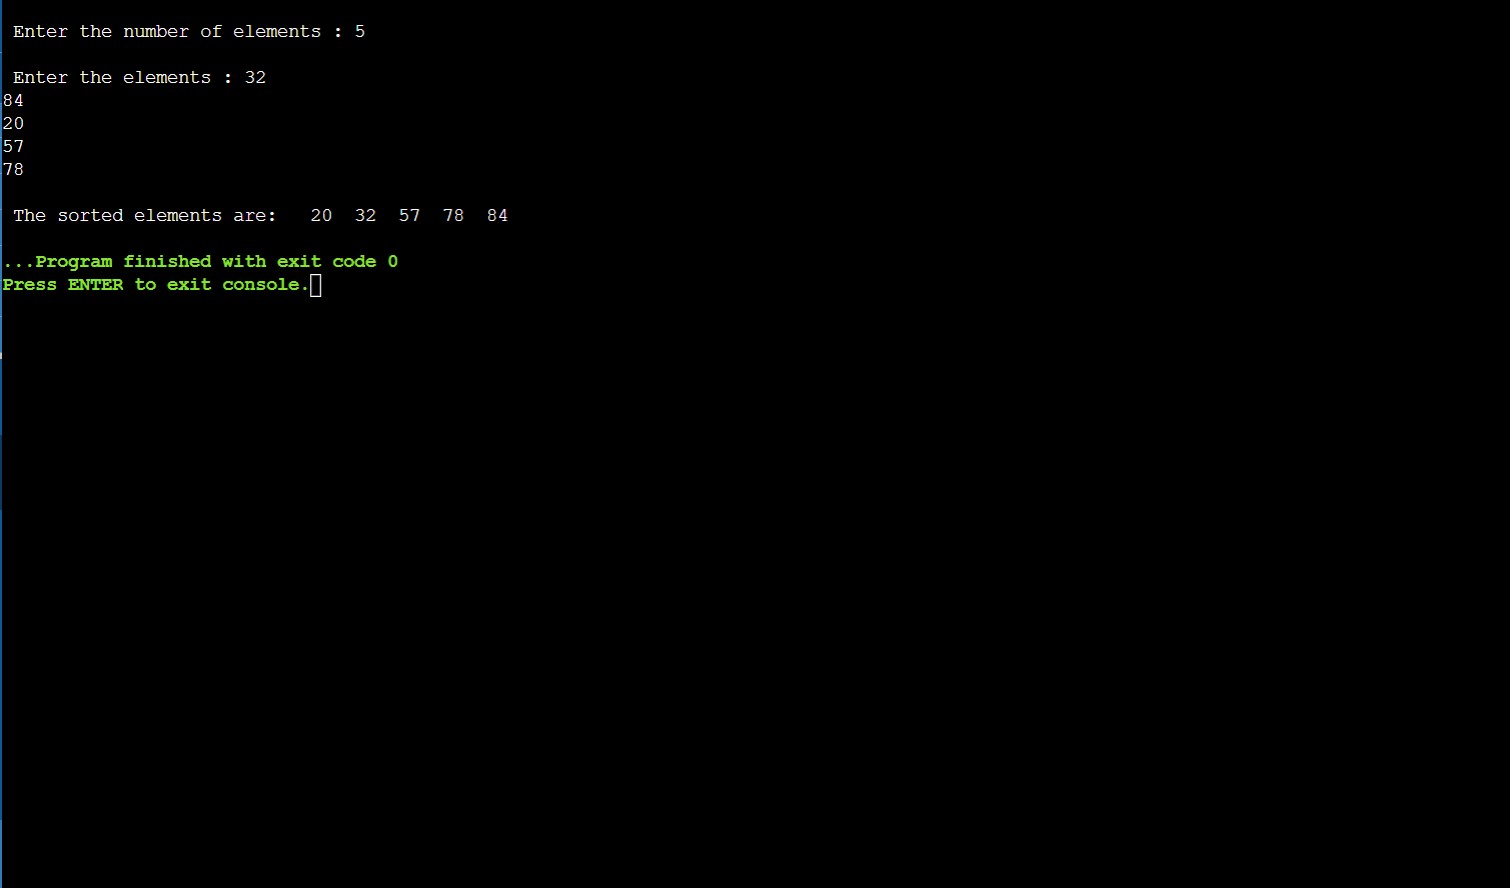 Enter the number of elements : 5
Enter the elements : 32
84
20
57
78
The sorted elements are:   20  32  57  78  84
...Program finished with exit code 0
Press ENTER to exit console.